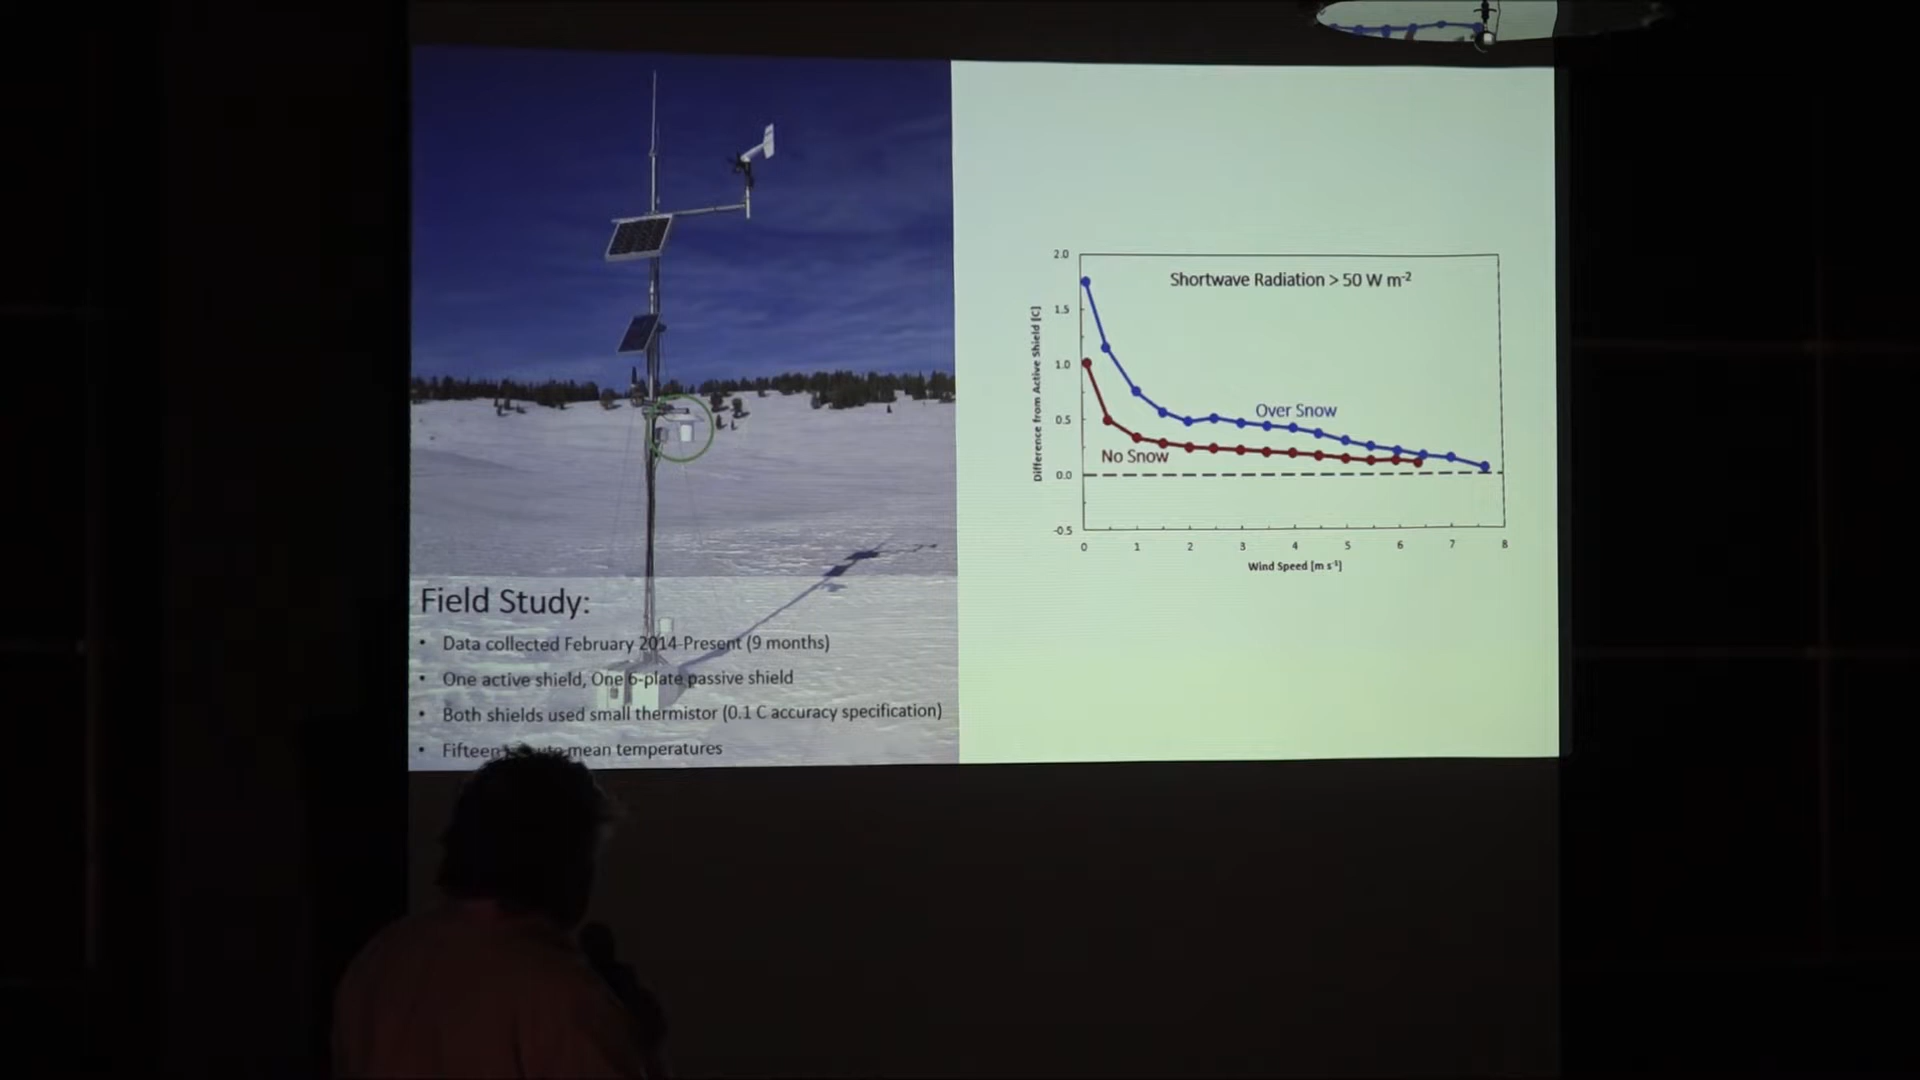 Field Study:
• Data collected February 2014-Present (9 months)
• One active shield, One 6-plate passive shield
• Both shields used small thermistor (0.1 C accuracy specification)
• Fifteen mean temperatures
Shortwave Radiation > 50 W m-2
Difference from Active Shield [C]
2.0
1.5
1.0
0.5
0.0
-0.5
Over Snow
No Snow
0 1 2 3 4 5 6 7 8
Wind Speed [m s-1]